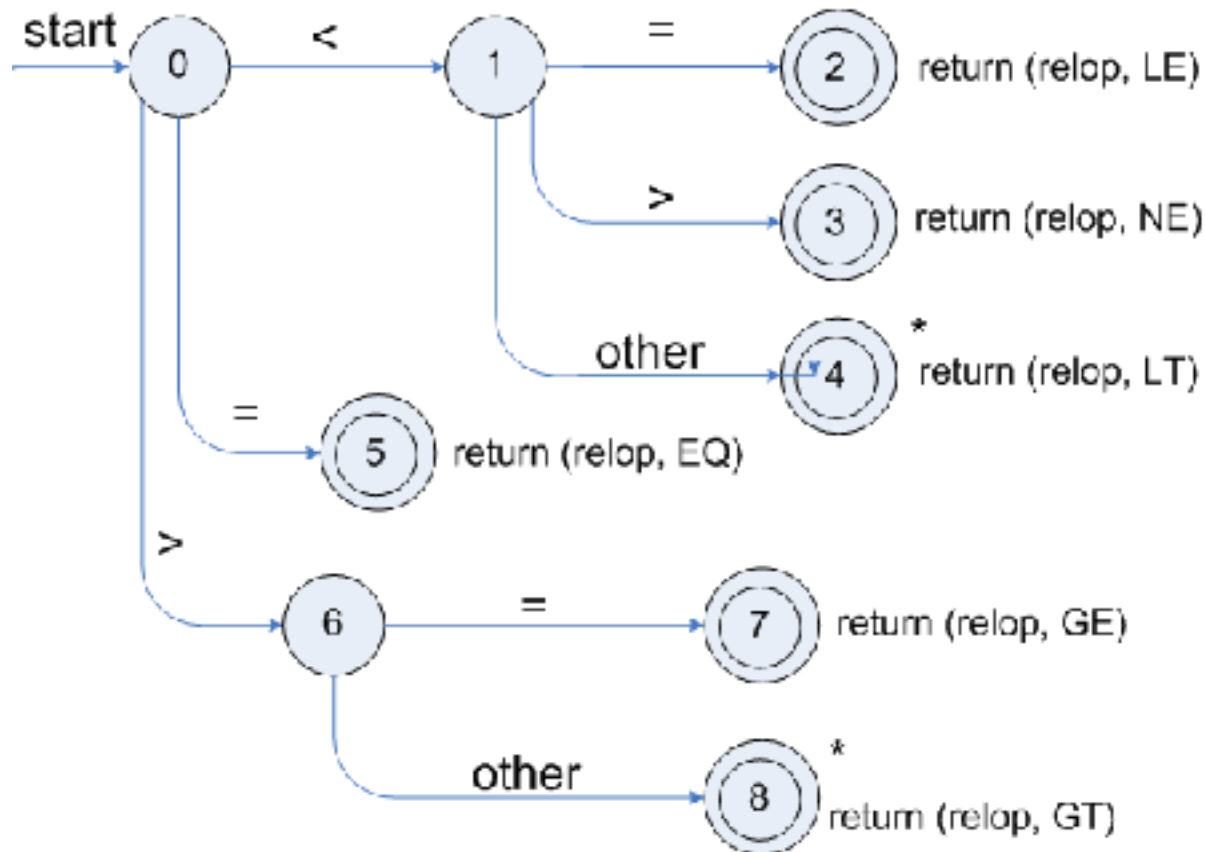 start
0
<
1
=
2
return (relop, LE)
>
3
return (relop, NE)
other
4
*
return (relop, LT)
=
5
return (relop, EQ)
>
6
=
7
return (relop, GE)
other
8
*
return (relop, GT)